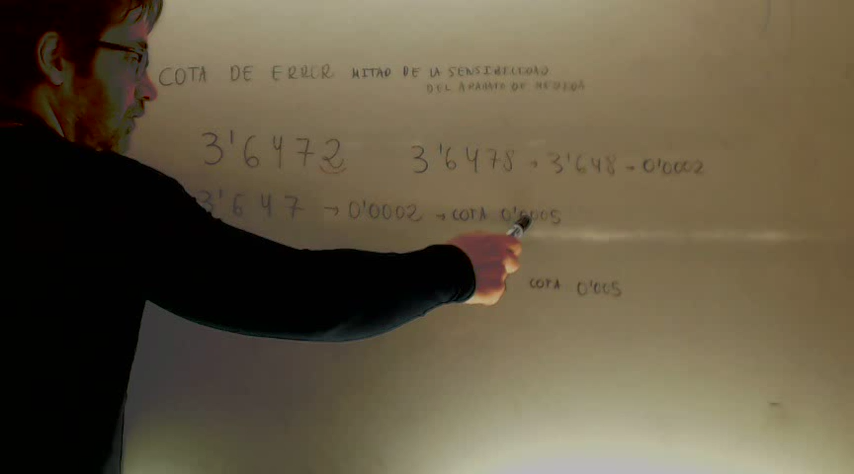 COTA DE ERROR MITAD DE LA SENSIBILIDAD
DEL APARATO DE MEDIDA
3'6472
3'6478 → 3'648 → 0'0002
3'647 → 0'0002 → COTA 0'0005
COTA 0'005